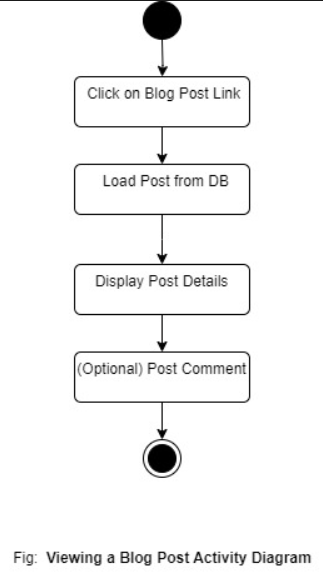 Click on Blog Post Link
Load Post from DB
Display Post Details
(Optional) Post Comment
Fig: Viewing a Blog Post Activity Diagram